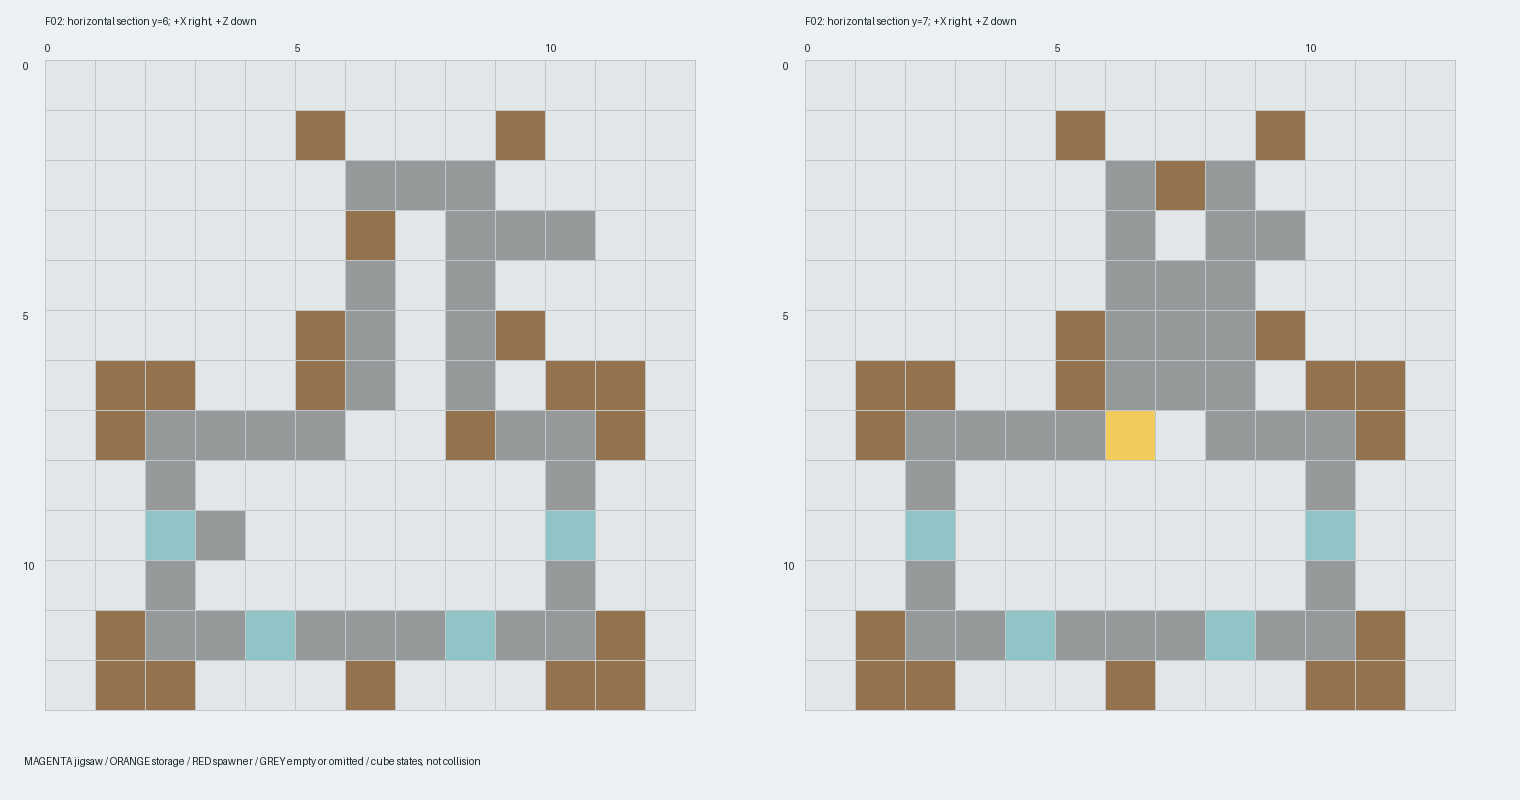 F02: horizontal section y=6; +X right, +Z down
F02: horizontal section y=7; +X right, +Z down
0 5 10
0 5 10
0
0
5
5
10
10
MAGENTA jigsaw / ORANGE storage / RED spawner / GREY empty or omitted / cube states, not collision